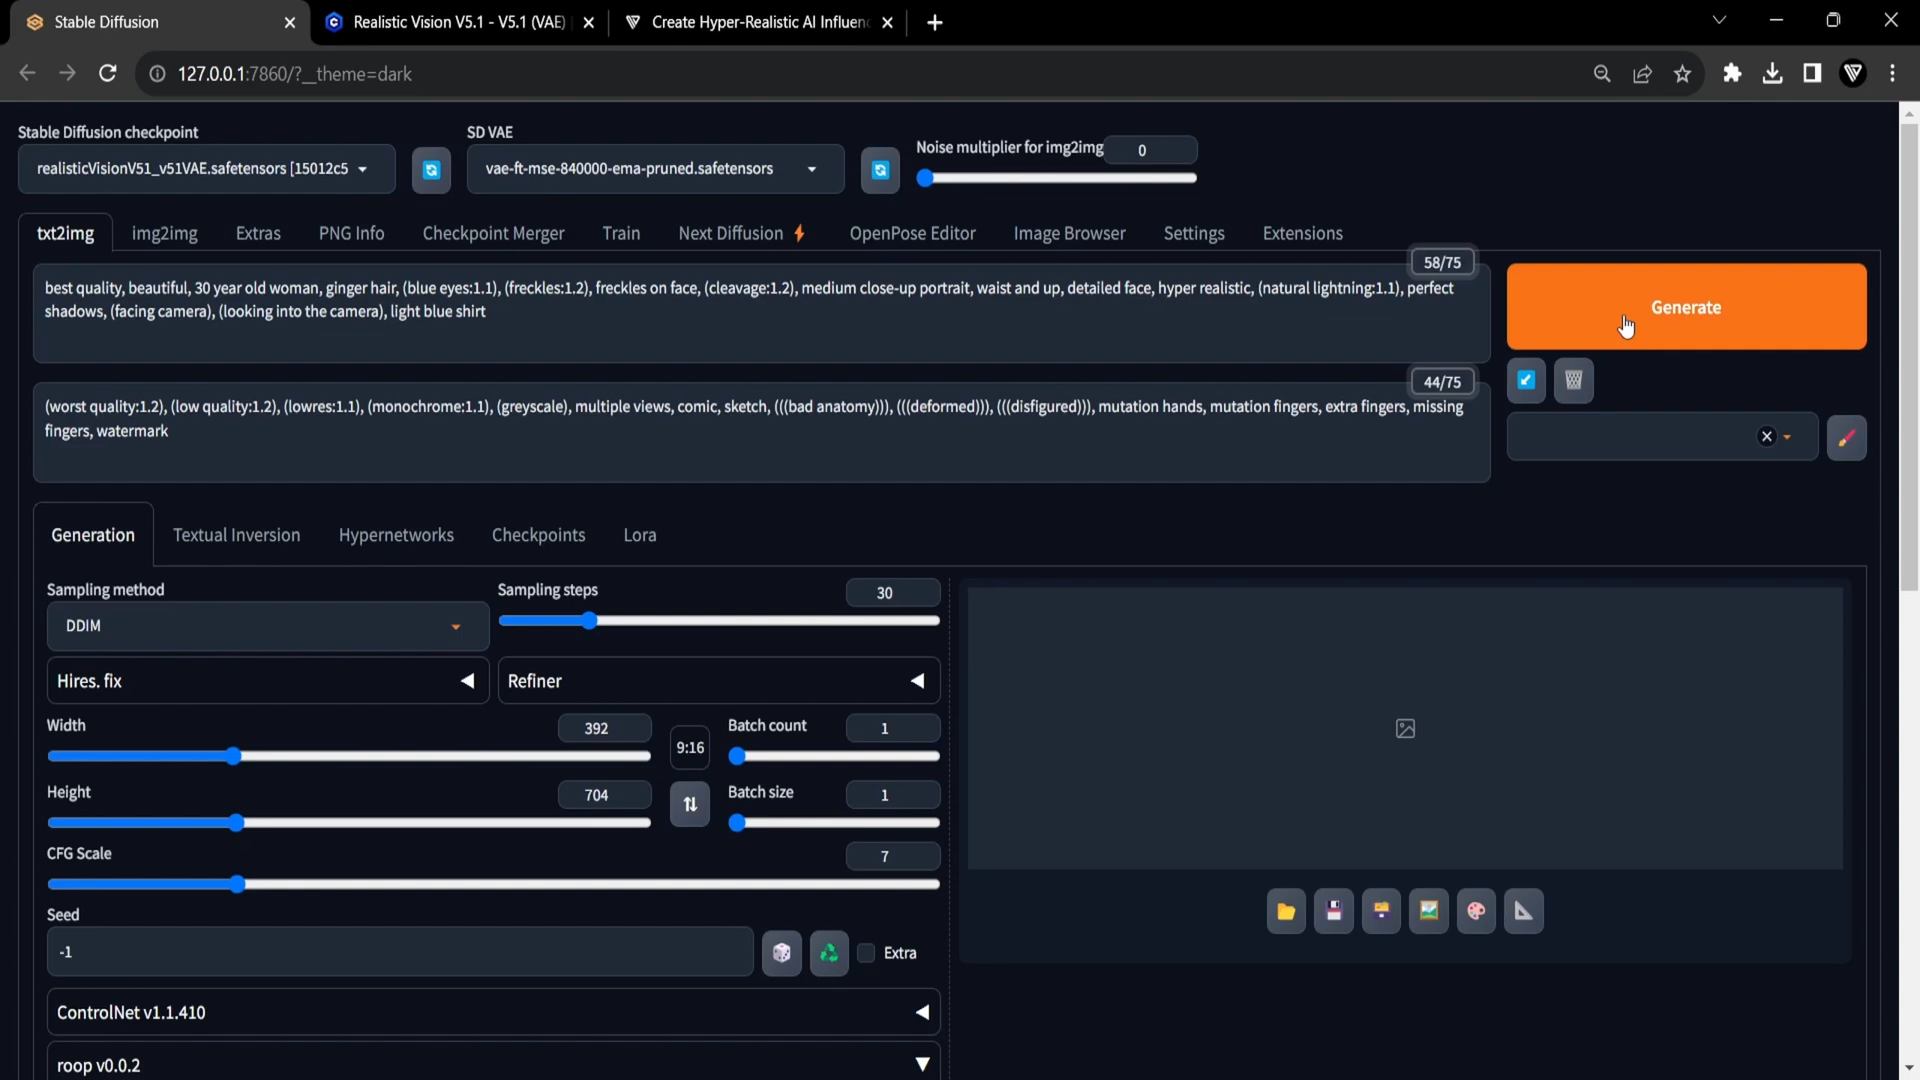 Stable Diffusion
Realistic Vision V5.1 - V5.1 (VAE)
Create Hyper-Realistic AI Influen
127.0.0.1:7860/?__theme=dark
Stable Diffusion checkpoint
SD VAE
Noise multiplier for img2img
0
realisticVisionV51_v51VAE.safetensors [15012c5
vae-ft-mse-840000-ema-pruned.safetensors
txt2img
img2img
Extras
PNG Info
Checkpoint Merger
Train
Next Diffusion
OpenPose Editor
Image Browser
Settings
Extensions
58/75
best quality, beautiful, 30 year old woman, ginger hair, (blue eyes:1.1), (freckles:1.2), freckles on face, (cleavage:1.2), medium close-up portrait, waist and up, detailed face, hyper realistic, (natural lightning:1.1), perfect
shadows, (facing camera), (looking into the camera), light blue shirt
Generate
44/75
(worst quality:1.2), (low quality:1.2), (lowres:1.1), (monochrome:1.1), (greyscale), multiple views, comic, sketch, (((bad anatomy))), (((deformed))), (((disfigured))), mutation hands, mutation fingers, extra fingers, missing
fingers, watermark
Generation
Textual Inversion
Hypernetworks
Checkpoints
Lora
Sampling method
Sampling steps
30
DDIM
Hires. fix
Refiner
Width
392
9:16
Batch count
1
Height
704
Batch size
1
CFG Scale
7
Seed
-1
Extra
ControlNet v1.1.410
roop v0.0.2